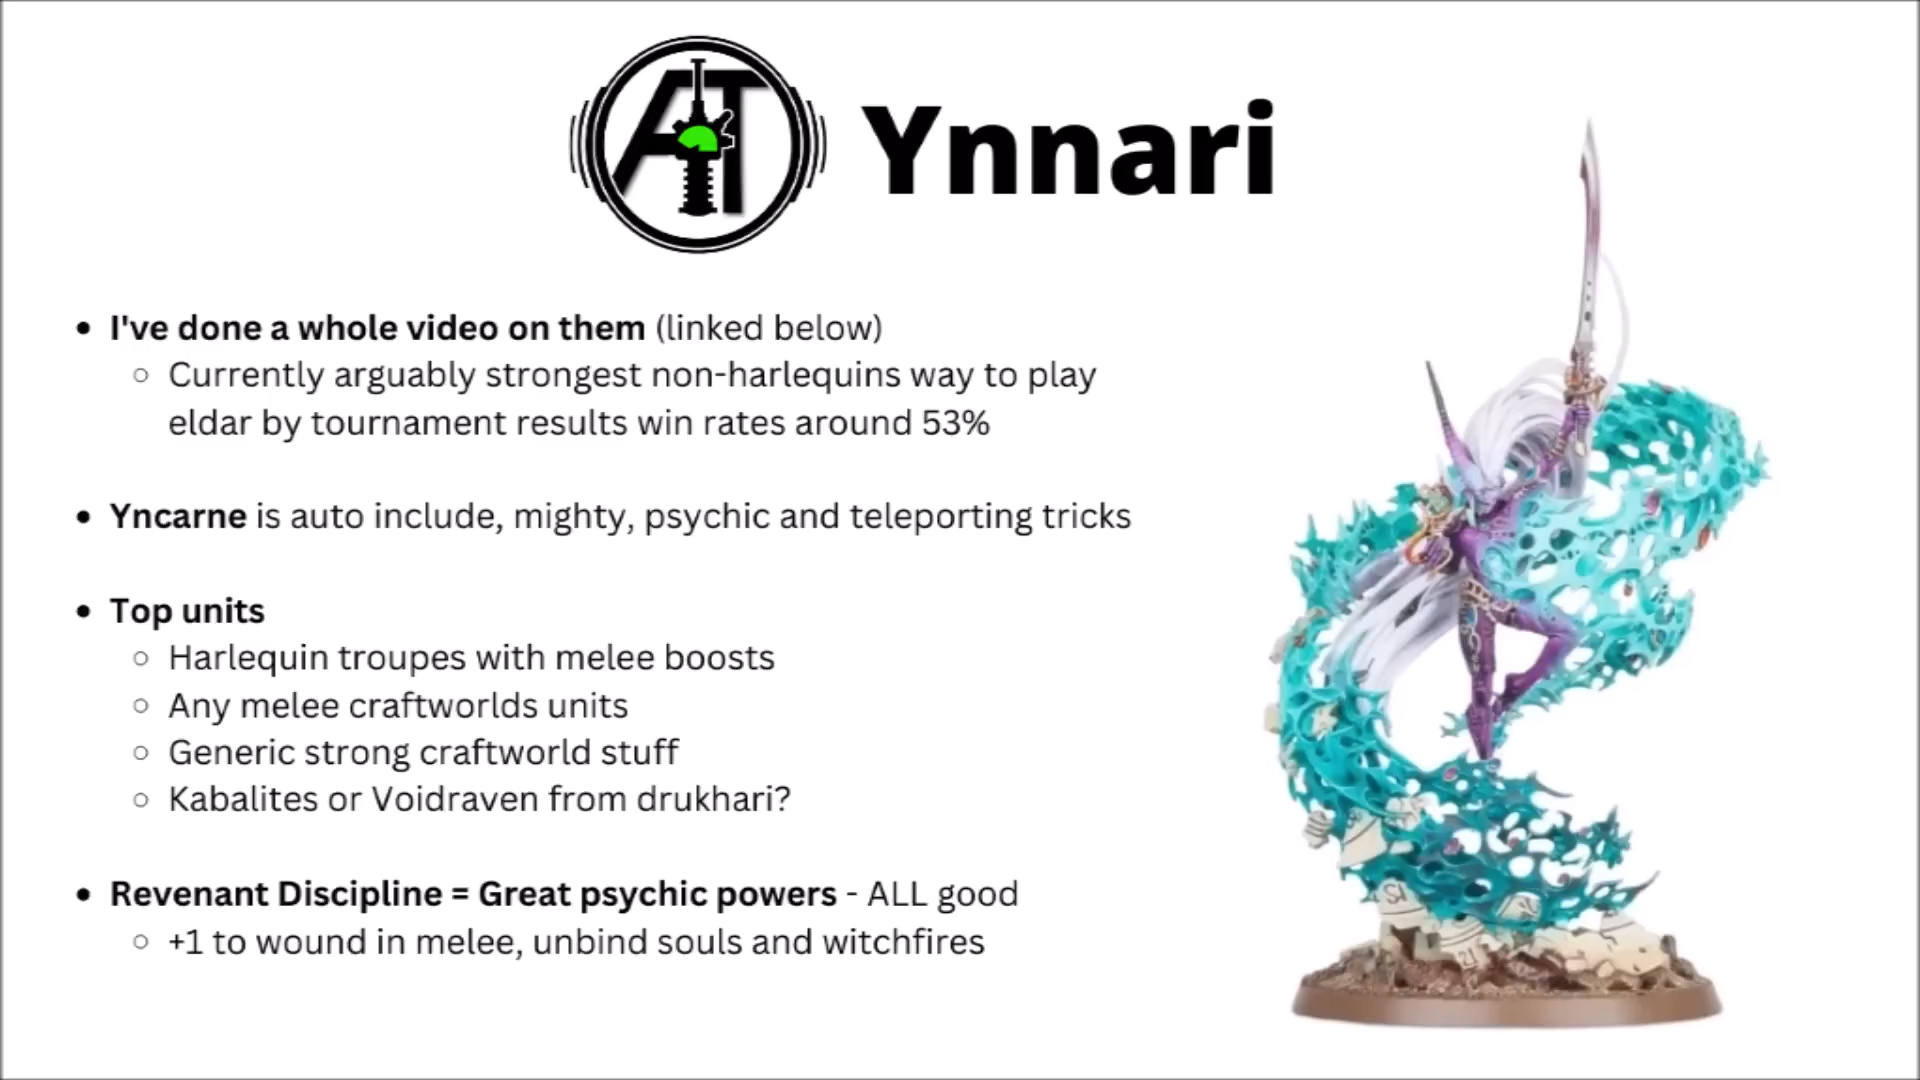 AT
Ynnari
• I've done a whole video on them (linked below)
○ Currently arguably strongest non-harlequins way to play
eldar by tournament results win rates around 53%
• Yncarne is auto include, mighty, psychic and teleporting tricks
• Top units
○ Harlequin troupes with melee boosts
○ Any melee craftworlds units
○ Generic strong craftworld stuff
○ Kabalites or Voidraven from drukhari?
• Revenant Discipline = Great psychic powers - ALL good
○ +1 to wound in melee, unbind souls and witchfires